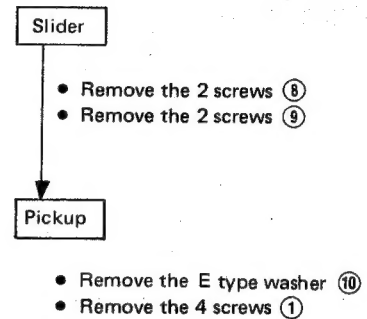 Slider
• Remove the 2 screws ⑧
• Remove the 2 screws ⑨
Pickup
• Remove the E type washer ⑩
• Remove the 4 screws ①